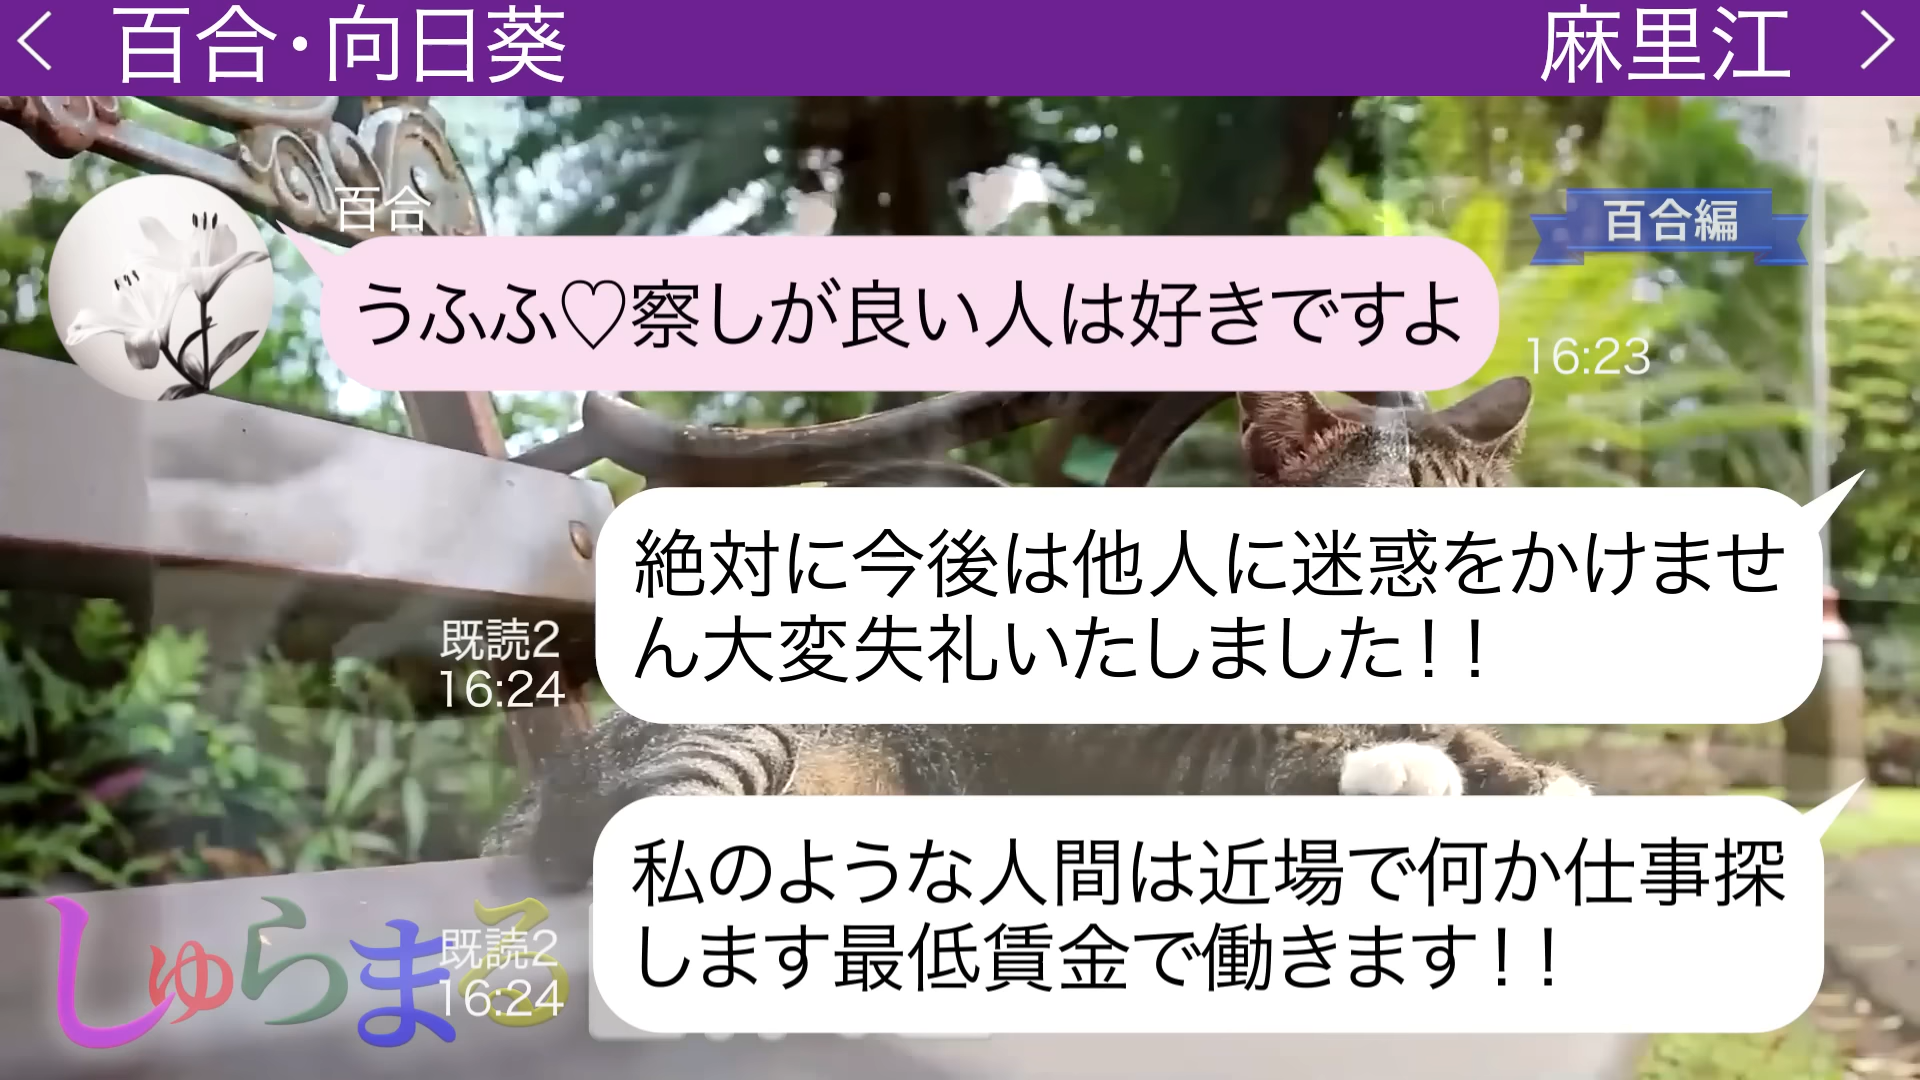 百合・向日葵
麻里江
百合
百合編
うふふ♡察しが良い人は好きですよ
16:23
絶対に今後は他人に迷惑をかけませ
ん大変失礼いたしました！！
既読2
16:24
私のような人間は近場で何か仕事探
します最低賃金で働きます！！
既読2
16:24
しゅらまる